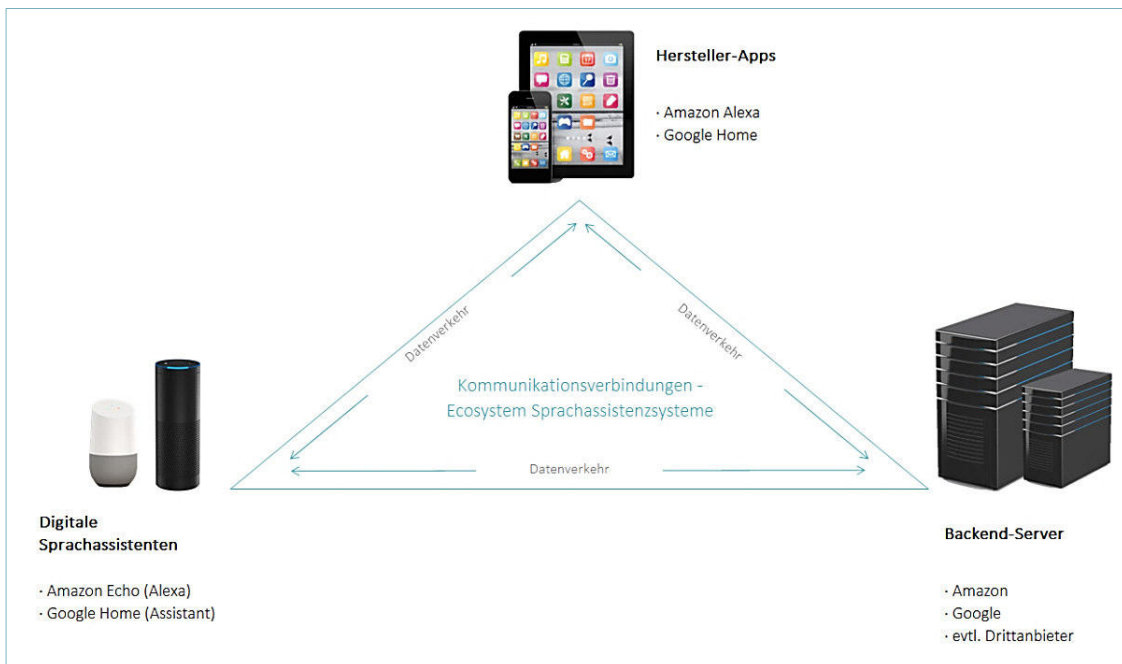 Hersteller-Apps
· Amazon Alexa
· Google Home
Datenverkehr
Datenverkehr
Kommunikationsverbindungen -
Ecosystem Sprachassistenzsysteme
Datenverkehr
Digitale
Sprachassistenten
· Amazon Echo (Alexa)
· Google Home (Assistant)
Backend-Server
· Amazon
· Google
· evtl. Drittanbieter